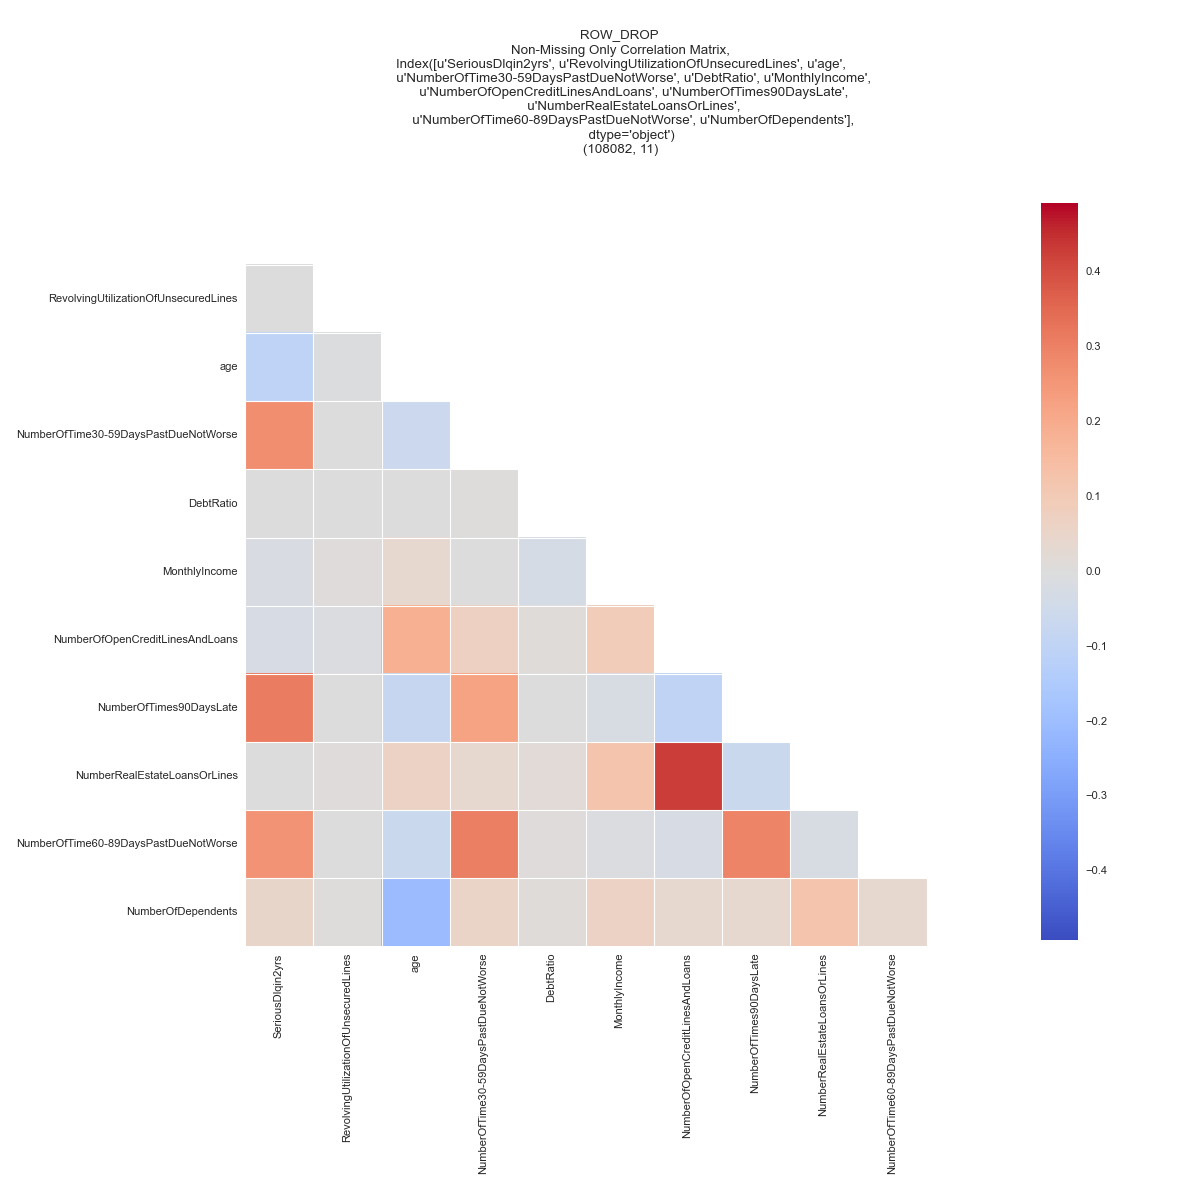 ROW_DROP
Non-Missing Only Correlation Matrix,
Index([u'SeriousDlqin2yrs', u'RevolvingUtilizationOfUnsecuredLines', u'age',
u'NumberOfTime30-59DaysPastDueNotWorse', u'DebtRatio', u'MonthlyIncome',
u'NumberOfOpenCreditLinesAndLoans', u'NumberOfTimes90DaysLate',
u'NumberRealEstateLoansOrLines',
u'NumberOfTime60-89DaysPastDueNotWorse', u'NumberOfDependents'],
dtype='object')
(108082, 11)
RevolvingUtilizationOfUnsecuredLines
age
NumberOfTime30-59DaysPastDueNotWorse
DebtRatio
MonthlyIncome
NumberOfOpenCreditLinesAndLoans
NumberOfTimes90DaysLate
NumberRealEstateLoansOrLines
NumberOfTime60-89DaysPastDueNotWorse
NumberOfDependents
SeriousDlqin2yrs
RevolvingUtilizationOfUnsecuredLines
age
NumberOfTime30-59DaysPastDueNotWorse
DebtRatio
MonthlyIncome
NumberOfOpenCreditLinesAndLoans
NumberOfTimes90DaysLate
NumberRealEstateLoansOrLines
NumberOfTime60-89DaysPastDueNotWorse
0.4
0.3
0.2
0.1
0.0
−0.1
−0.2
−0.3
−0.4